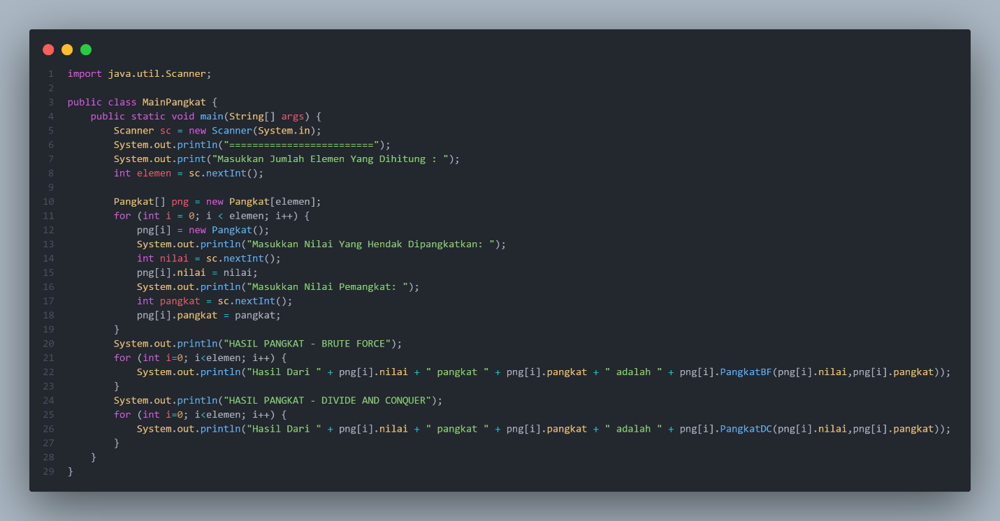 1 import java.util.Scanner;
2
3 public class MainPangkat {
4     public static void main(String[] args) {
5         Scanner sc = new Scanner(System.in);
6         System.out.println("=========================");
7         System.out.print("Masukkan Jumlah Elemen Yang Dihitung : ");
8         int elemen = sc.nextInt();
9
10         Pangkat[] png = new Pangkat[elemen];
11         for (int i = 0; i < elemen; i++) {
12             png[i] = new Pangkat();
13             System.out.println("Masukkan Nilai Yang Hendak Dipangkatkan: ");
14             int nilai = sc.nextInt();
15             png[i].nilai = nilai;
16             System.out.println("Masukkan Nilai Pemangkat: ");
17             int pangkat = sc.nextInt();
18             png[i].pangkat = pangkat;
19         }
20         System.out.println("HASIL PANGKAT - BRUTE FORCE");
21         for (int i=0; i<elemen; i++) {
22             System.out.println("Hasil Dari " + png[i].nilai + " pangkat " + png[i].pangkat + " adalah " + png[i].PangkatBF(png[i].nilai,png[i].pangkat));
23         }
24         System.out.println("HASIL PANGKAT - DIVIDE AND CONQUER");
25         for (int i=0; i<elemen; i++) {
26             System.out.println("Hasil Dari " + png[i].nilai + " pangkat " + png[i].pangkat + " adalah " + png[i].PangkatDC(png[i].nilai,png[i].pangkat));
27         }
28     }
29 }